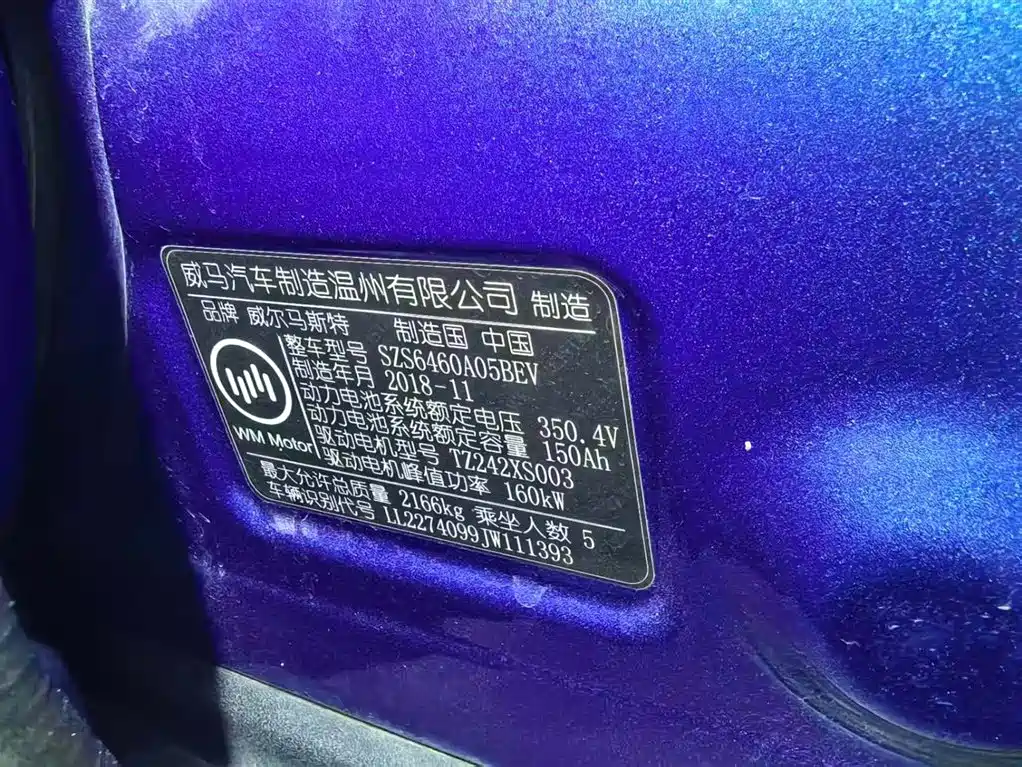 威马汽车制造温州有限公司 制造
品牌 威尔马斯特 制造国 中国
整车型号 SZS6460A05BEV
制造年月 2018-11
动力电池系统额定电压 350.4V
动力电池系统额定容量 150Ah
驱动电机型号 TZ242XS003
驱动电机峰值功率 160kW
WM Motor
最大允许总质量 2166kg 乘坐人数 5
车辆识别代号 LL2274099JW111393